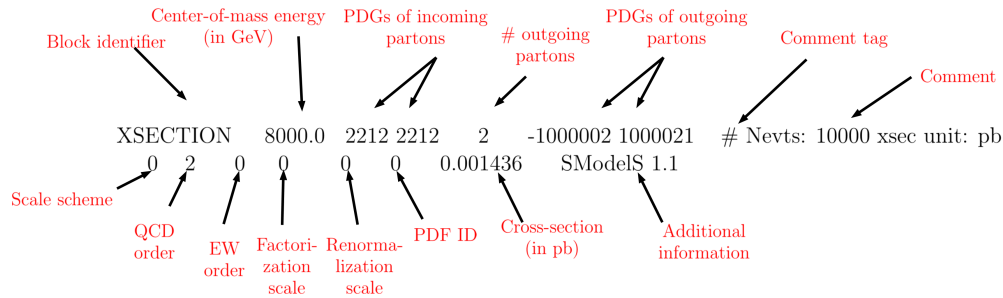 Center-of-mass energy
(in GeV)
PDGs of incoming
partons
PDGs of outgoing
partons
Block identifier
# outgoing
partons
Comment tag
Comment
XSECTION 8000.0 2212 2212 2 -1000002 1000021 # Nevts: 10000 xsec unit: pb
0 2 0 0 0 0 0.001436 SModelS 1.1
Scale scheme
QCD
order
EW
order
Factori-
zation
scale
Renorma-
lization
scale
PDF ID
Cross-section
(in pb)
Additional
information